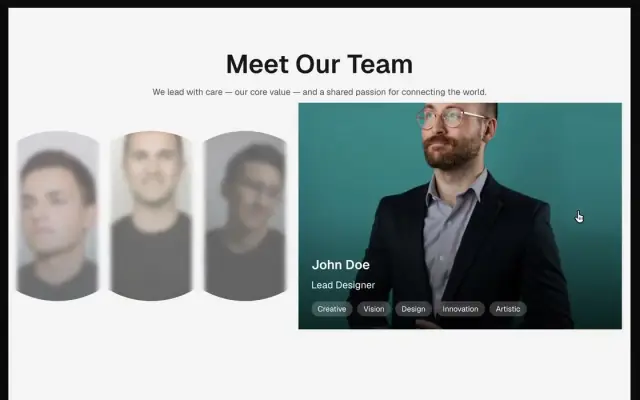 Meet Our Team
We lead with care — our core value — and a shared passion for connecting the world.
John Doe
Lead Designer
Creative Vision Design Innovation Artistic